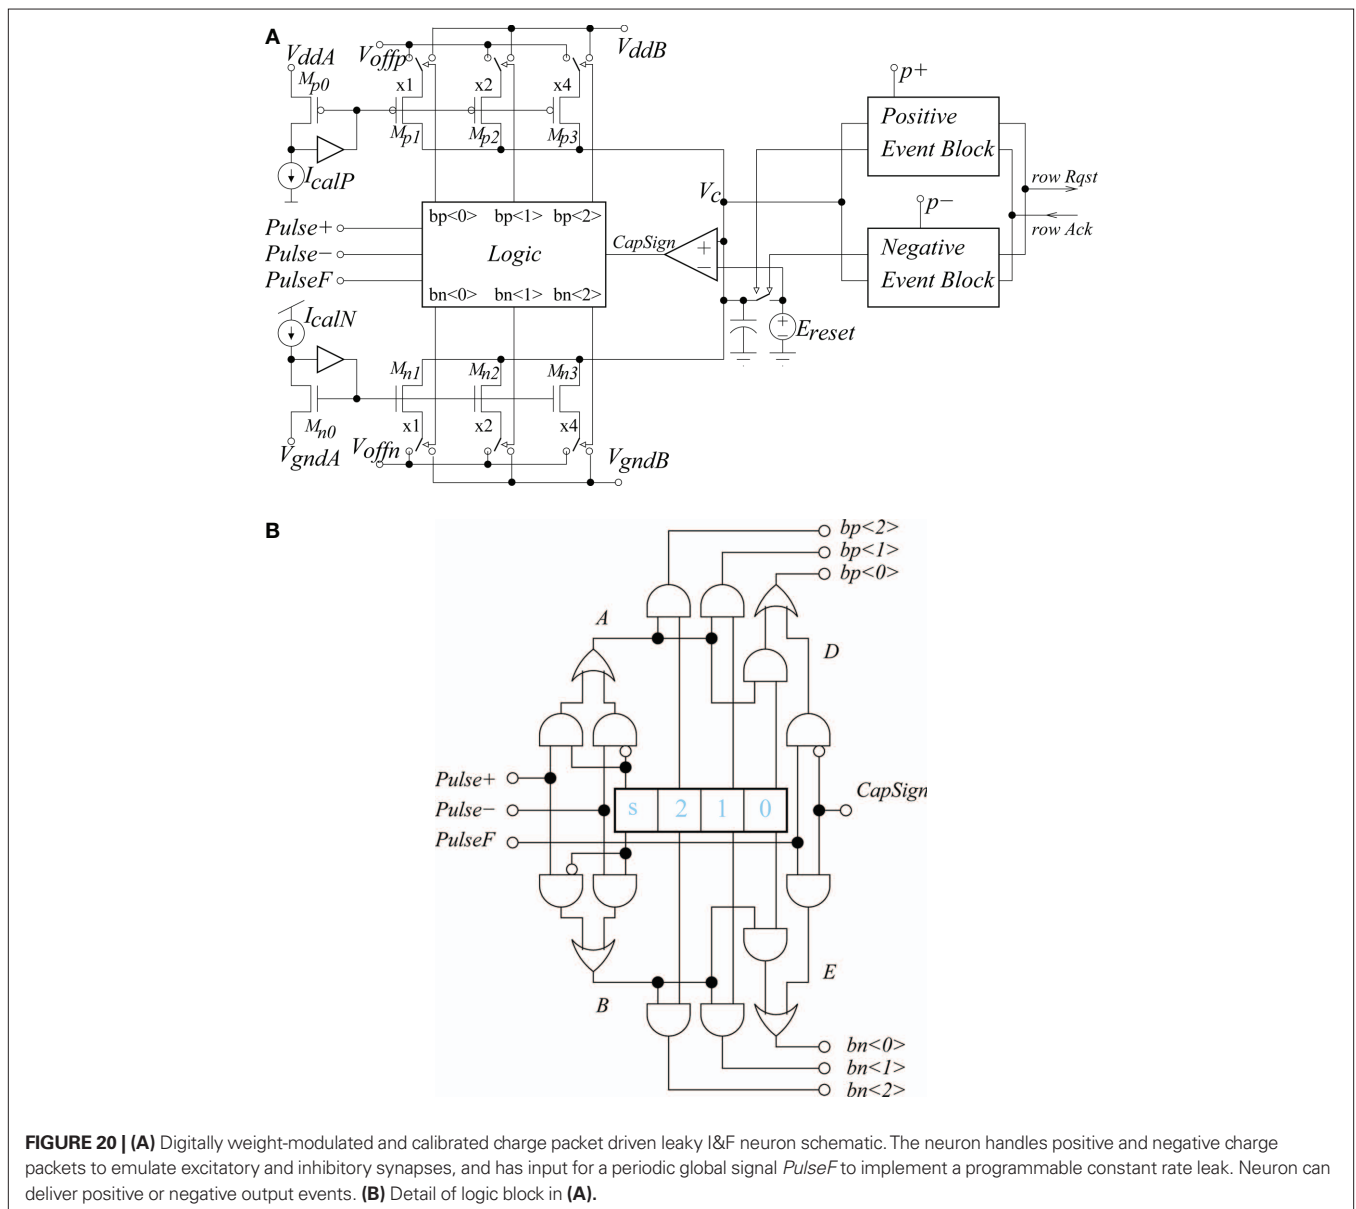 A
VddA
Voffp
VddB
Mp0
x1
x2
x4
p+
Mp1
Mp2
Mp3
Positive
Event Block
IcalP
Vc
row Rqst
bp<0>
bp<1>
bp<2>
p−
Pulse+
CapSign
row Ack
Pulse−
Logic
+
−
Negative
PulseF
Event Block
bn<0>
bn<1>
bn<2>
IcalN
+
−
Ereset
Mn1
Mn2
Mn3
Mn0
x1
x2
x4
VgndA
Voffn
VgndB
B
bp<2>
bp<1>
bp<0>
A
D
Pulse+
CapSign
Pulse−
s 2 1 0
PulseF
E
B
bn<0>
bn<1>
bn<2>
FIGURE 20 | (A) Digitally weight-modulated and calibrated charge packet driven leaky I&F neuron schematic. The neuron handles positive and negative charge
packets to emulate excitatory and inhibitory synapses, and has input for a periodic global signal PulseF to implement a programmable constant rate leak. Neuron can
deliver positive or negative output events. (B) Detail of logic block in (A).